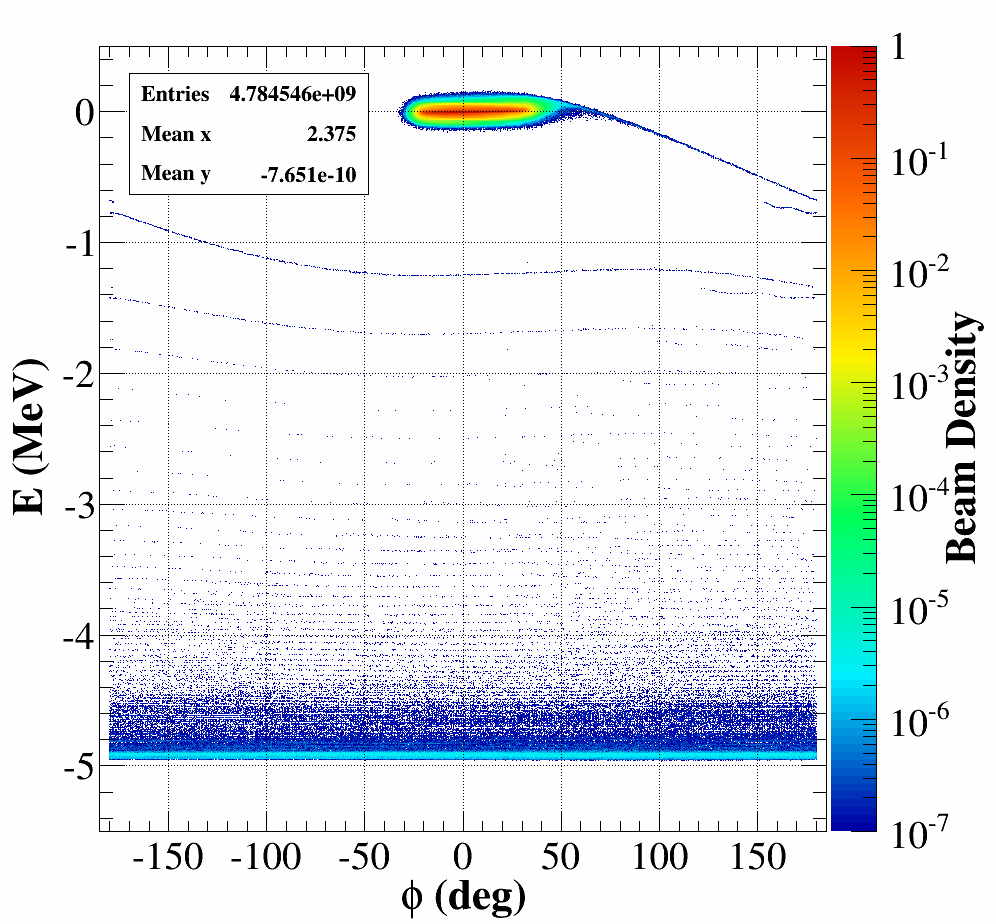 Entries 4.784546e+09
Mean x 2.375
Mean y -7.651e-10
0
-1
-2
-3
-4
-5
E (MeV)
-150 -100 -50 0 50 100 150
ϕ (deg)
1
10-1
10-2
10-3
10-4
10-5
10-6
10-7
Beam Density